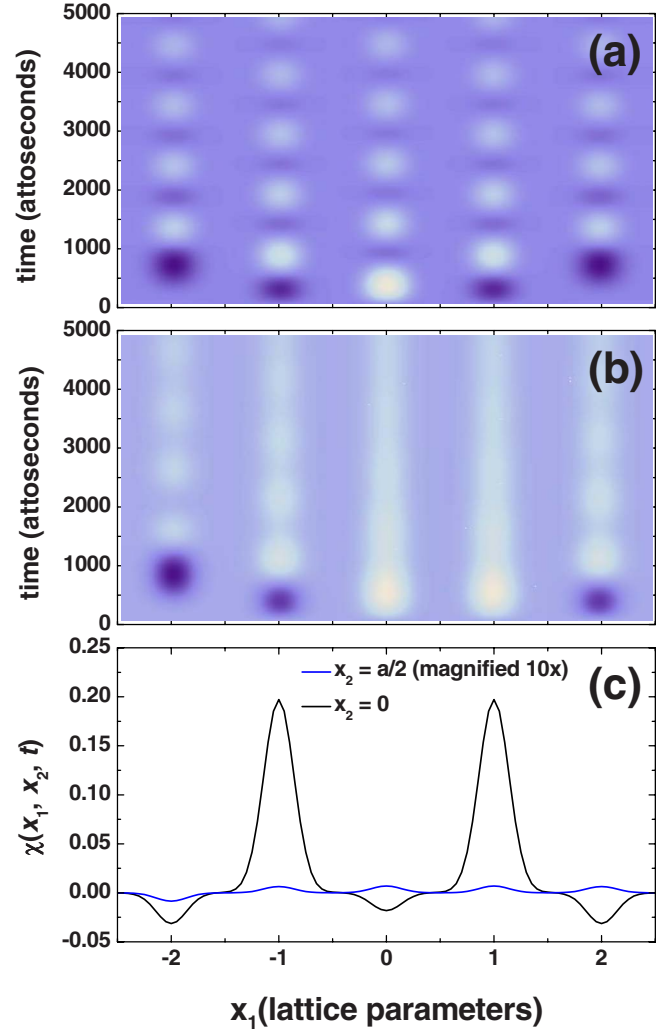 5000
4000
3000
2000
1000
0
time (attoseconds)
(a)
5000
4000
3000
2000
1000
0
time (attoseconds)
(b)
0.25
0.20
0.15
0.10
0.05
0.00
-0.05
χ(x₁, x₂, t)
x₂ = a/2 (magnified 10x)
x₂ = 0
(c)
-2 -1 0 1 2
x₁(lattice parameters)